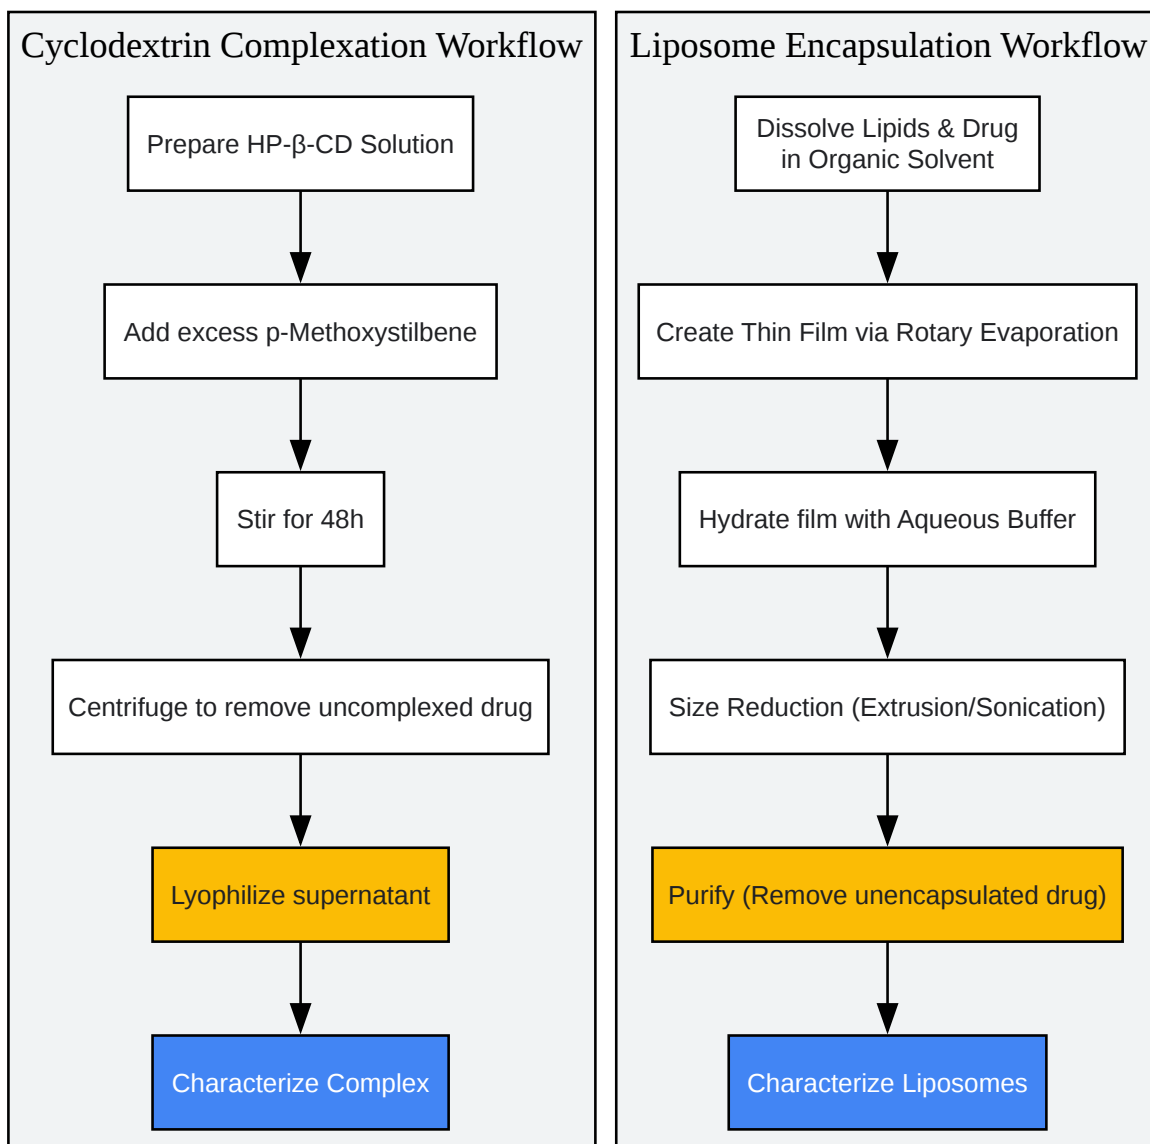 Cyclodextrin Complexation Workflow
Prepare HP-β-CD Solution
Add excess p-Methoxystilbene
Stir for 48h
Centrifuge to remove uncomplexed drug
Lyophilize supernatant
Characterize Complex
Liposome Encapsulation Workflow
Dissolve Lipids & Drug
in Organic Solvent
Create Thin Film via Rotary Evaporation
Hydrate film with Aqueous Buffer
Size Reduction (Extrusion/Sonication)
Purify (Remove unencapsulated drug)
Characterize Liposomes